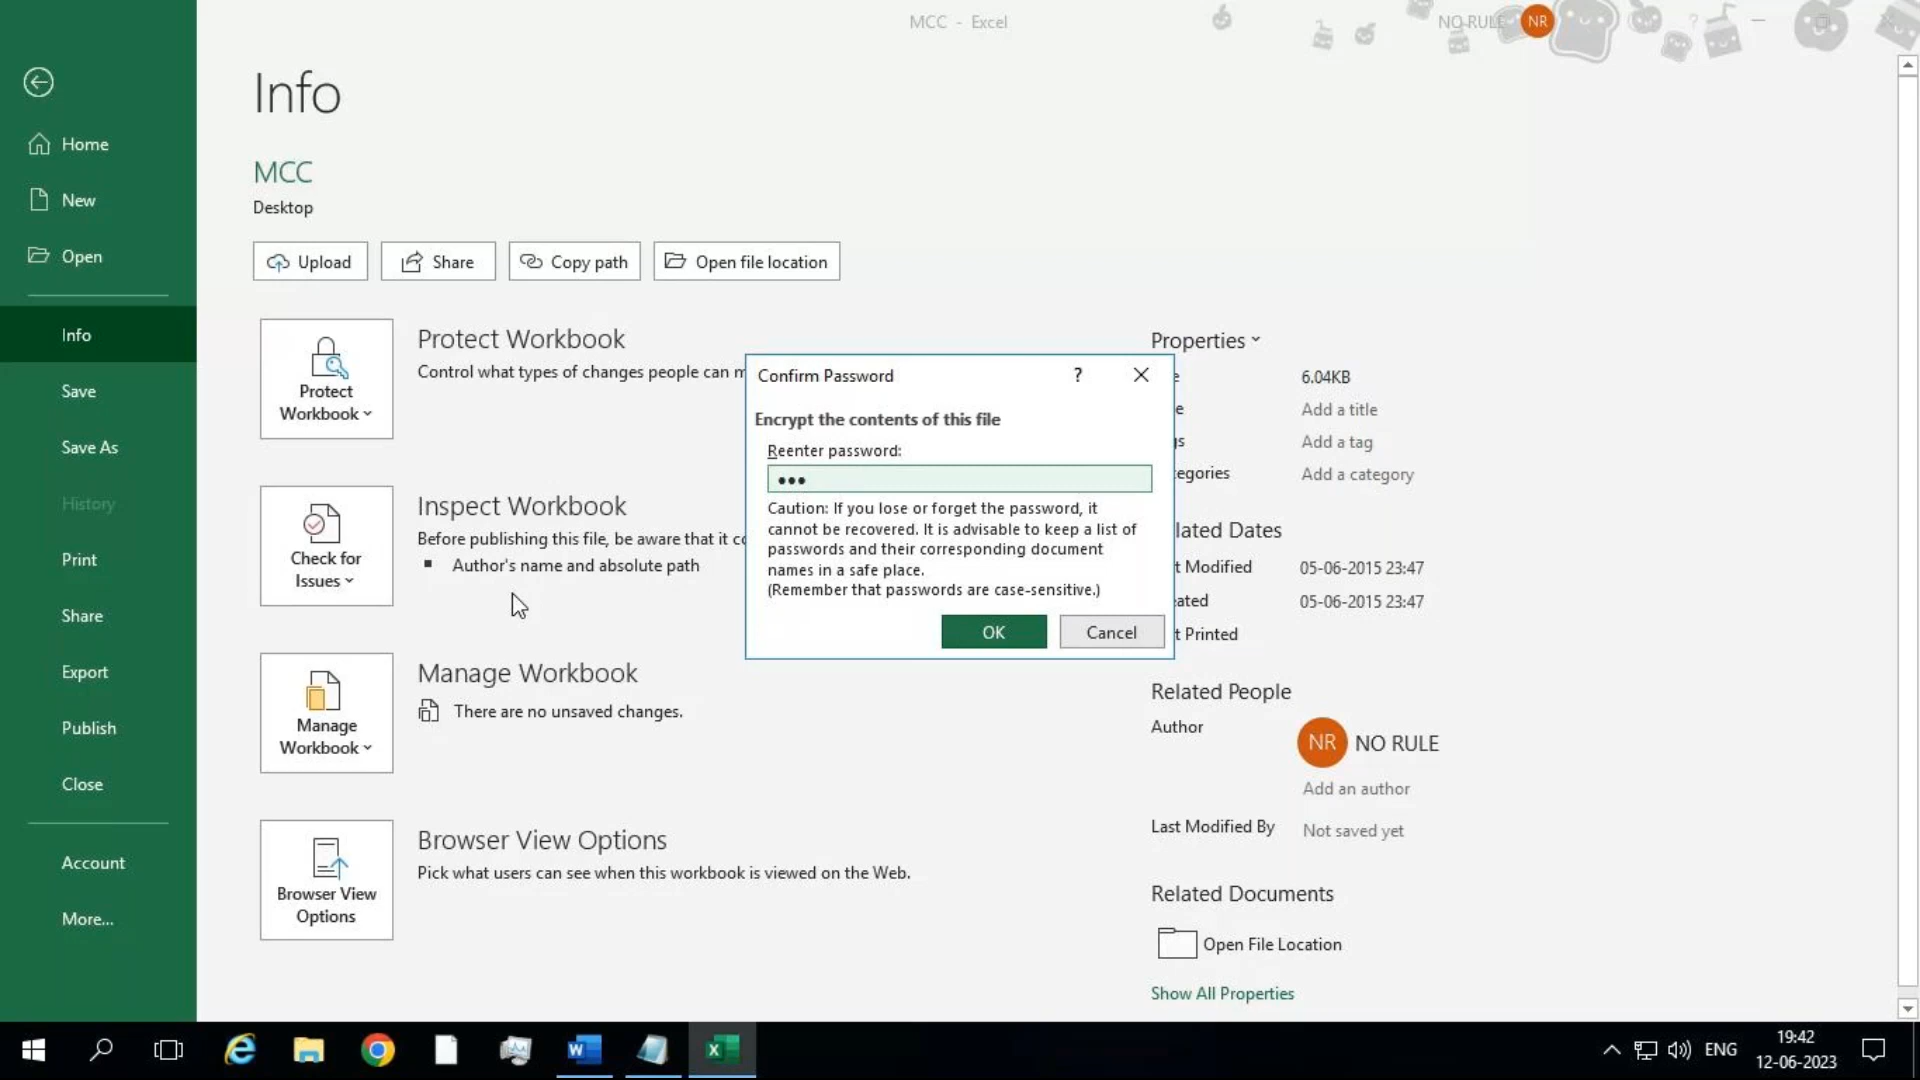 MCC - Excel
NO RULE
NR
Info
MCC
Desktop
Home
New
Open
Info
Save
Save As
History
Print
Share
Export
Publish
Close
Account
More...
Upload
Share
Copy path
Open file location
Protect
Workbook
Protect Workbook
Control what types of changes people can m
Check for
Issues
Inspect Workbook
Before publishing this file, be aware that it co
Author's name and absolute path
Manage
Workbook
Manage Workbook
There are no unsaved changes.
Browser View
Options
Browser View Options
Pick what users can see when this workbook is viewed on the Web.
Confirm Password
?
Encrypt the contents of this file
Reenter password:
Caution: If you lose or forget the password, it
cannot be recovered. It is advisable to keep a list of
passwords and their corresponding document
names in a safe place.
(Remember that passwords are case-sensitive.)
OK
Cancel
Properties
e 6.04KB
e Add a title
gs Add a tag
egories Add a category
lated Dates
t Modified 05-06-2015 23:47
eated 05-06-2015 23:47
t Printed
Related People
Author
NR NO RULE
Add an author
Last Modified By Not saved yet
Related Documents
Open File Location
Show All Properties
ENG
19:42
12-06-2023